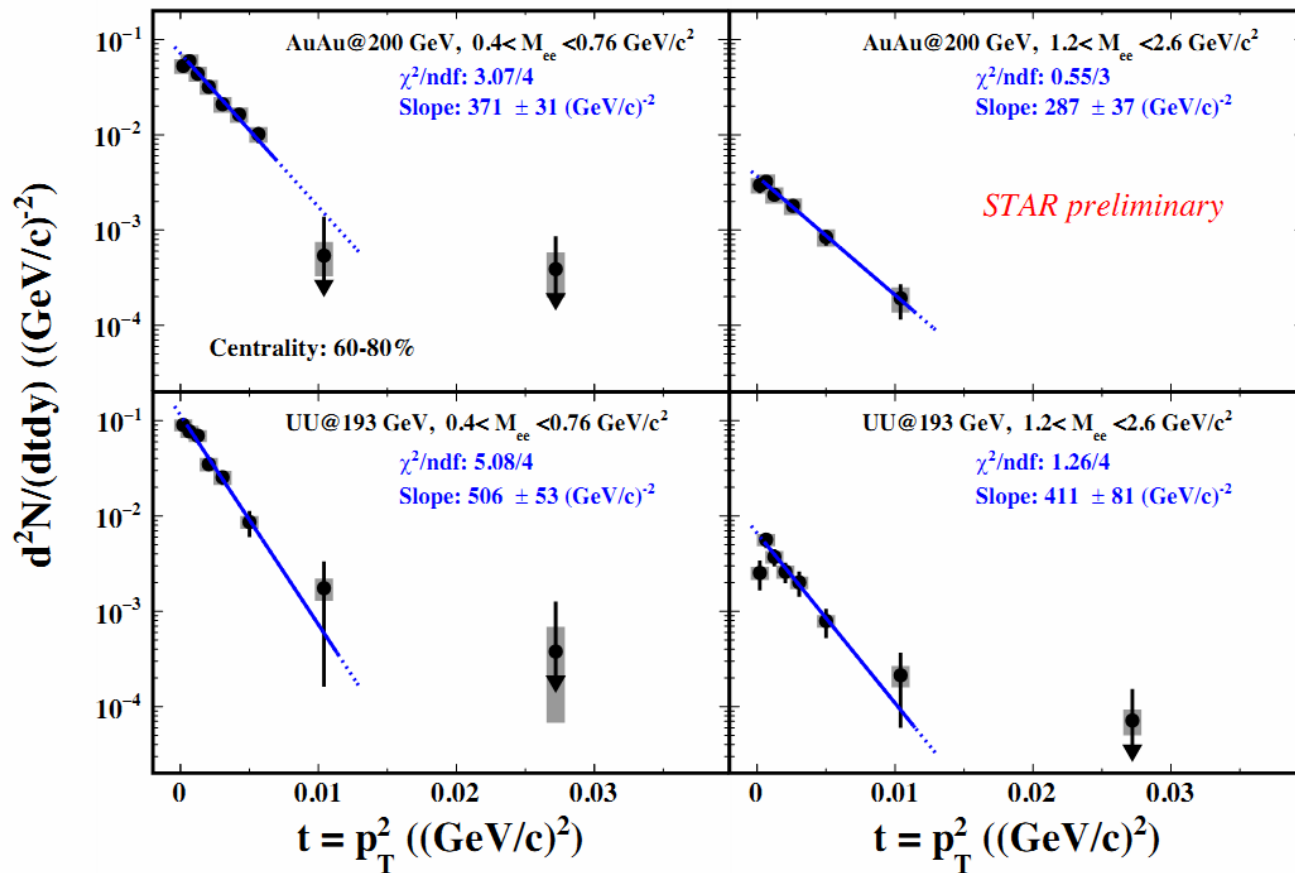 AuAu@200 GeV, 0.4< M_ee <0.76 GeV/c²
χ²/ndf: 3.07/4
Slope: 371 ± 31 (GeV/c)⁻²
Centrality: 60-80%
AuAu@200 GeV, 1.2< M_ee <2.6 GeV/c²
χ²/ndf: 0.55/3
Slope: 287 ± 37 (GeV/c)⁻²
STAR preliminary
UU@193 GeV, 0.4< M_ee <0.76 GeV/c²
χ²/ndf: 5.08/4
Slope: 506 ± 53 (GeV/c)⁻²
UU@193 GeV, 1.2< M_ee <2.6 GeV/c²
χ²/ndf: 1.26/4
Slope: 411 ± 81 (GeV/c)⁻²
d²N/(dtdy) ((GeV/c)⁻²)
10⁻¹
10⁻²
10⁻³
10⁻⁴
10⁻¹
10⁻²
10⁻³
10⁻⁴
0 0.01 0.02 0.03
0 0.01 0.02 0.03
t = p_T² ((GeV/c)²)
t = p_T² ((GeV/c)²)